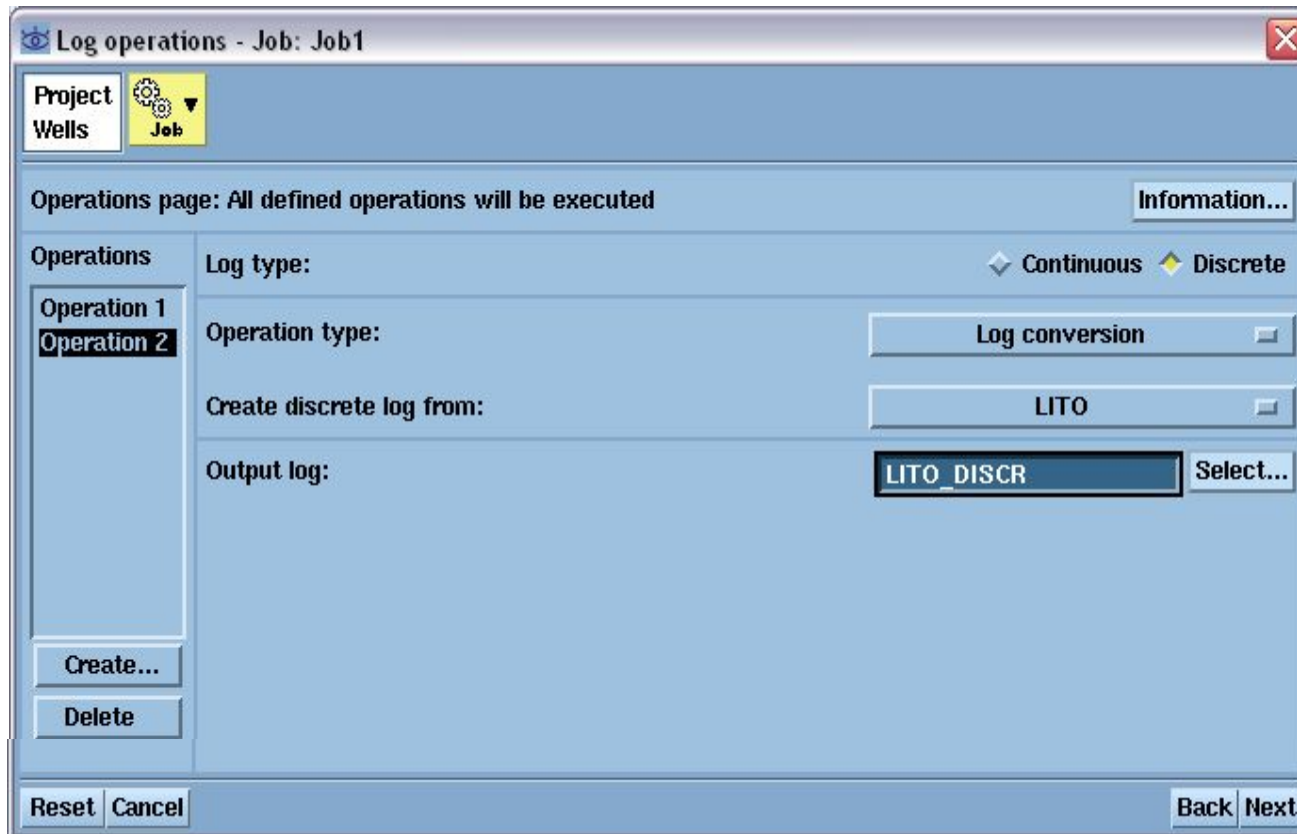 Log operations - Job: Job1
Project
Wells
Job
Operations page: All defined operations will be executed
Information...
Operations
Log type:
Continuous
Discrete
Operation 1
Operation 2
Operation type:
Log conversion
Create discrete log from:
LITO
Output log:
LITO_DISCR
Select...
Create...
Delete
Reset
Cancel
Back
Next